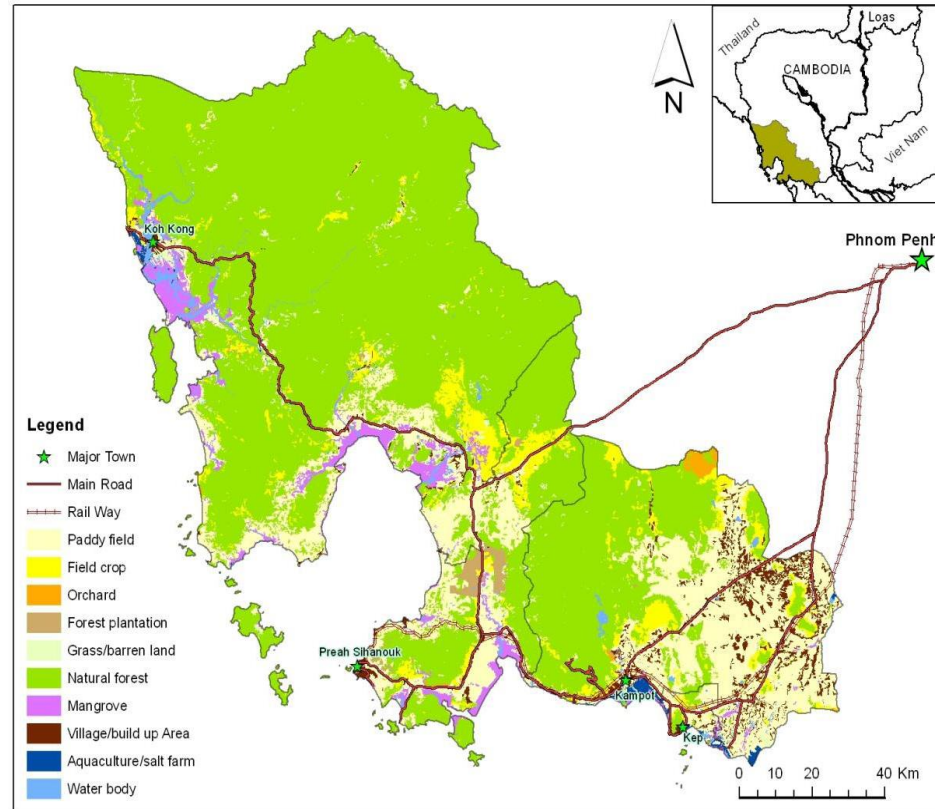 Thailand
Loas
CAMBODIA
Viet Nam
N
Phnom Penh
Koh Kong
Preah Sihanouk
Kampot
Kep
Legend
Major Town
Main Road
Rail Way
Paddy field
Field crop
Orchard
Forest plantation
Grass/barren land
Natural forest
Mangrove
Village/build up Area
Aquaculture/salt farm
Water body
0 10 20 40 Km